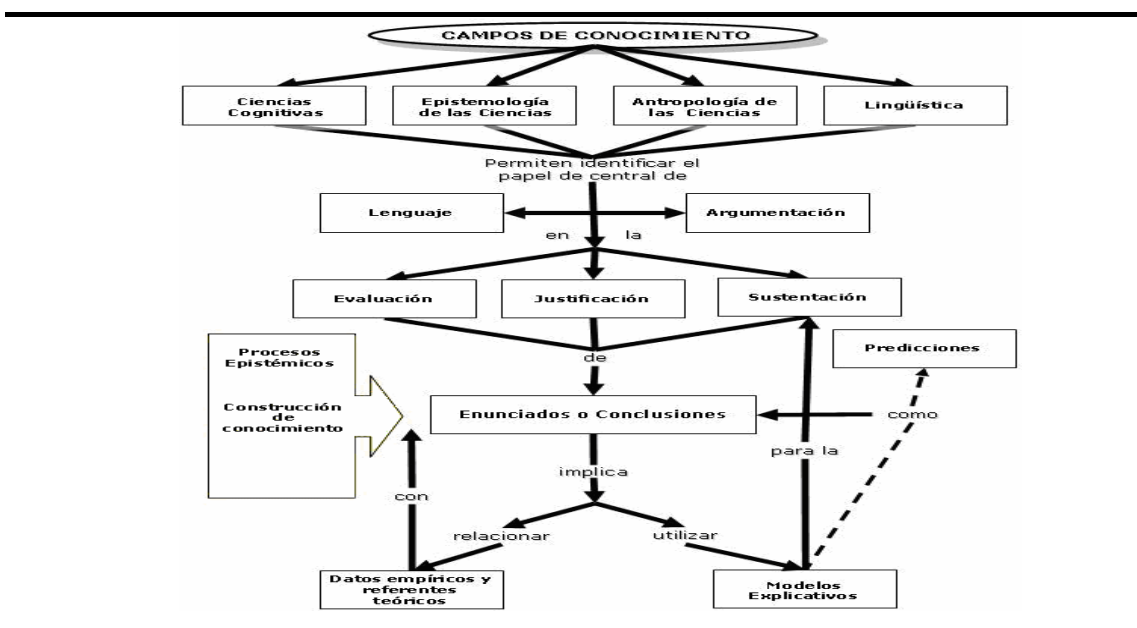 CAMPOS DE CONOCIMIENTO
Ciencias
Cognitivas
Epistemología
de las Ciencias
Antropología de
las Ciencias
Lingüística
Permiten identificar el
papel de central de
Lenguaje
Argumentación
en la
Evaluación
Justificación
Sustentación
de
Predicciones
Procesos
Epistémicos
Construcción
de
conocimiento
Enunciados o Conclusiones
como
para la
implica
con
relacionar
utilizar
Datos empíricos y
referentes
teóricos
Modelos
Explicativos